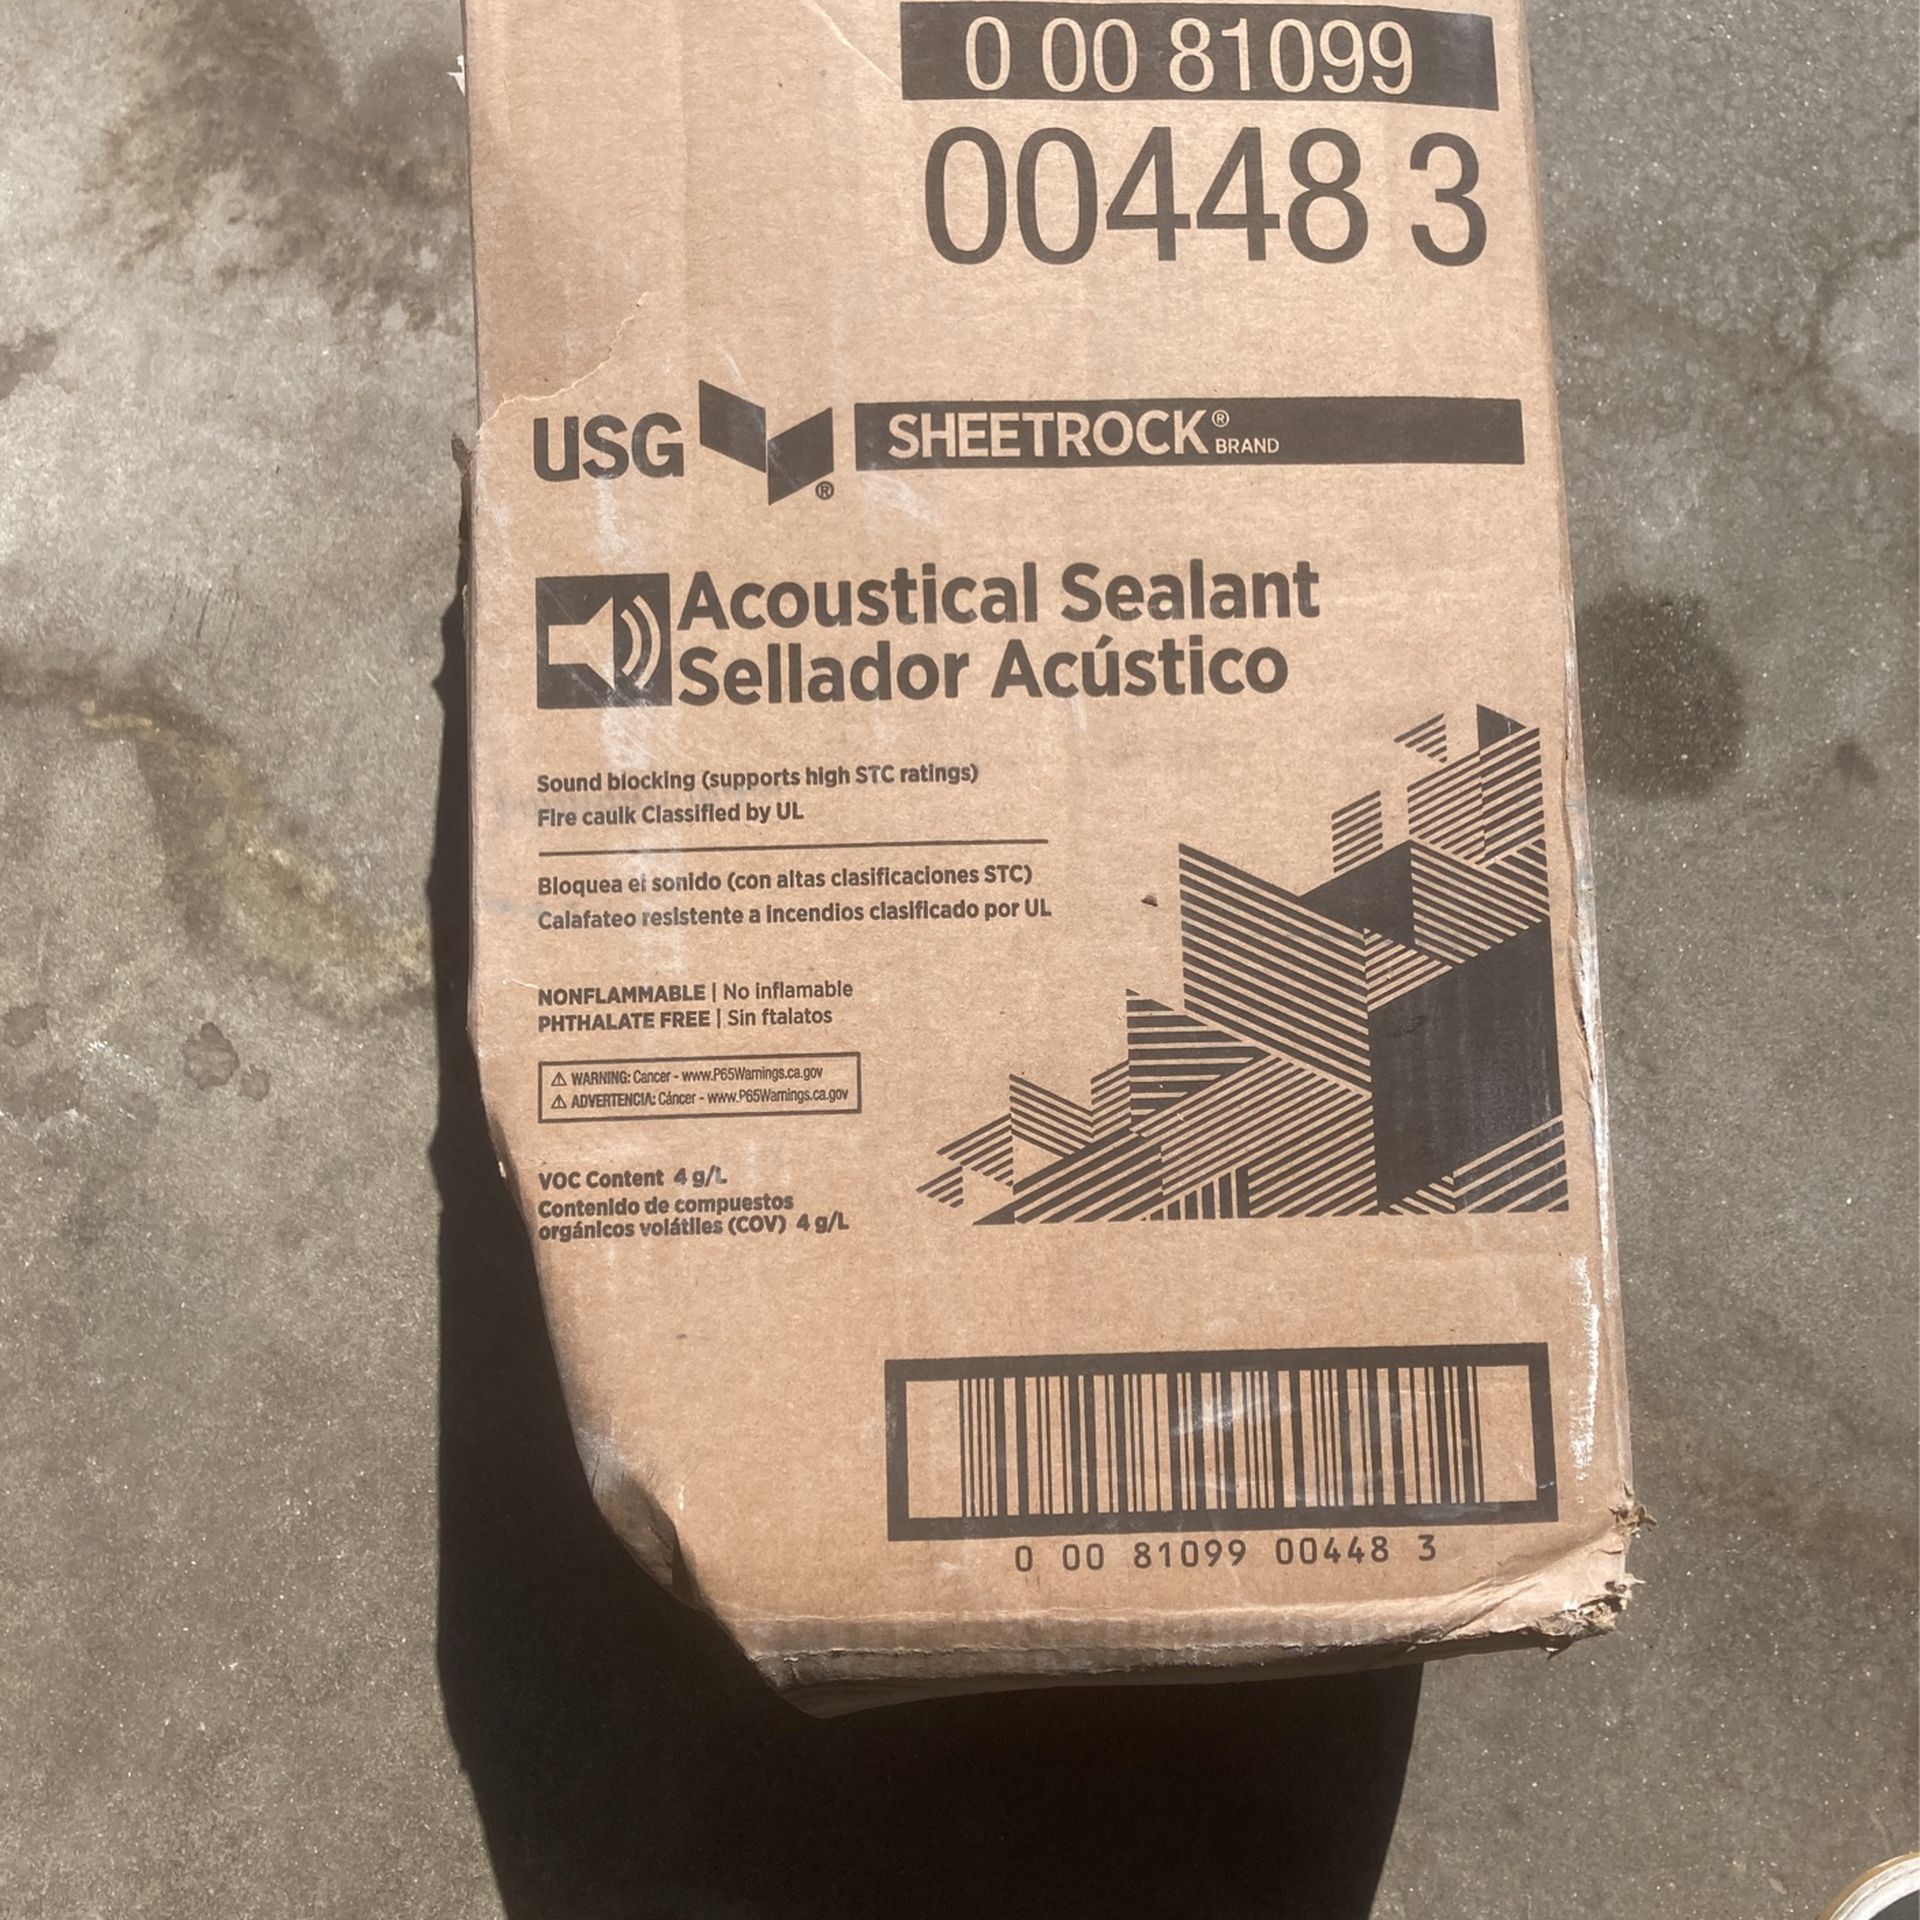 0 00 81099
00448 3
USG ® SHEETROCK® BRAND
Acoustical Sealant
Sellador Acústico
Sound blocking (supports high STC ratings)
Fire caulk Classified by UL
Bloquea el sonido (con altas clasificaciones STC)
Calafateo resistente a incendios clasificado por UL
NONFLAMMABLE | No inflamable
PHTHALATE FREE | Sin ftalatos
⚠ WARNING: Cancer - www.P65Warnings.ca.gov
⚠ ADVERTENCIA: Cáncer - www.P65Warnings.ca.gov
VOC Content 4 g/L
Contenido de compuestos
orgánicos volátiles (COV) 4 g/L
0 00 81099 00448 3